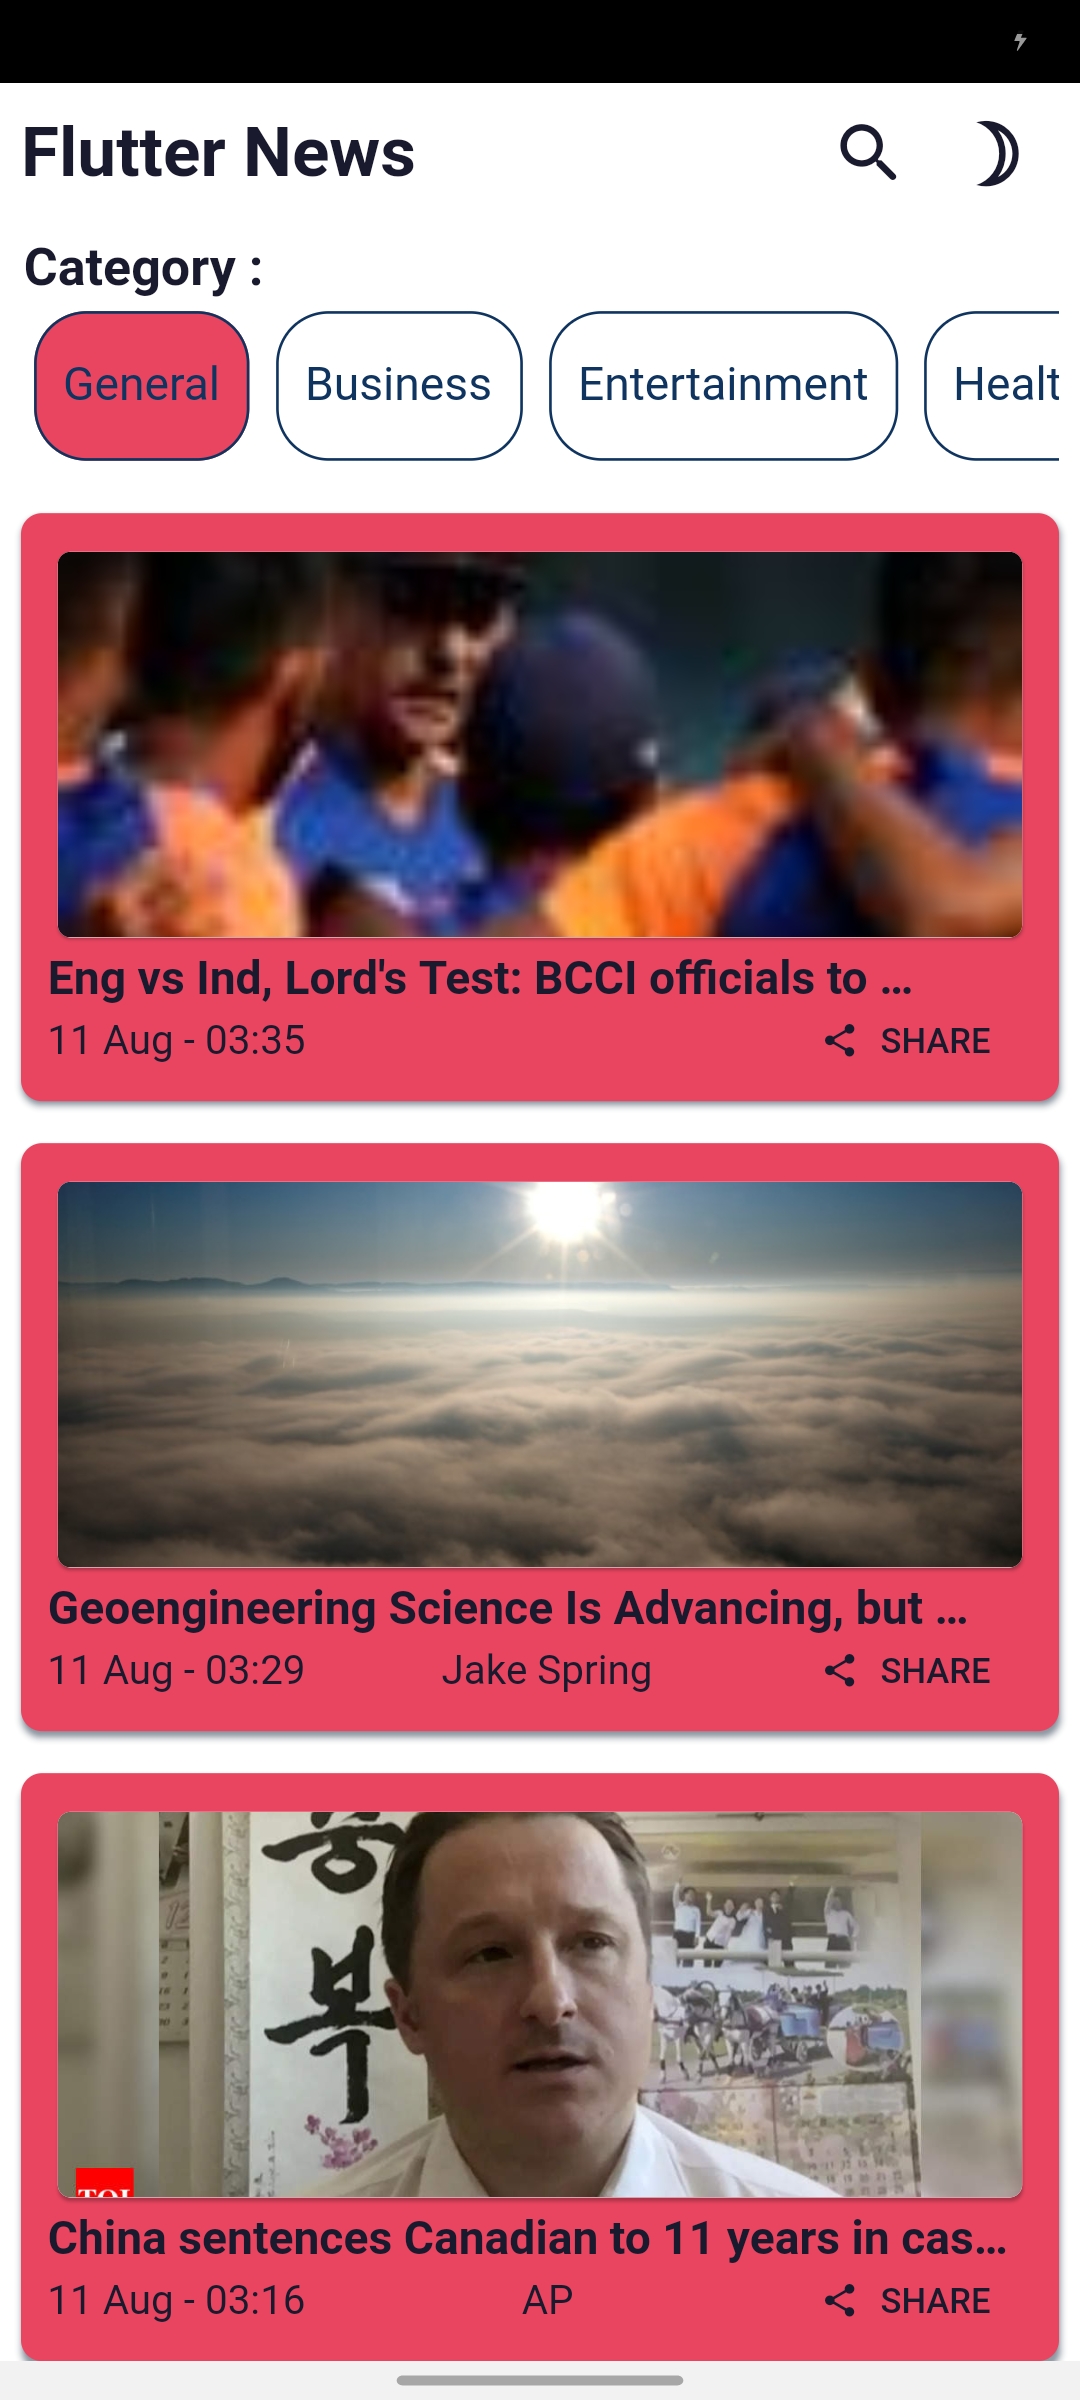 Flutter News
Category :
General
Business
Entertainment
Healt
Eng vs Ind, Lord's Test: BCCI officials to ...
11 Aug - 03:35
SHARE
Geoengineering Science Is Advancing, but ...
11 Aug - 03:29
Jake Spring
SHARE
복
TOI
China sentences Canadian to 11 years in cas...
11 Aug - 03:16
AP
SHARE